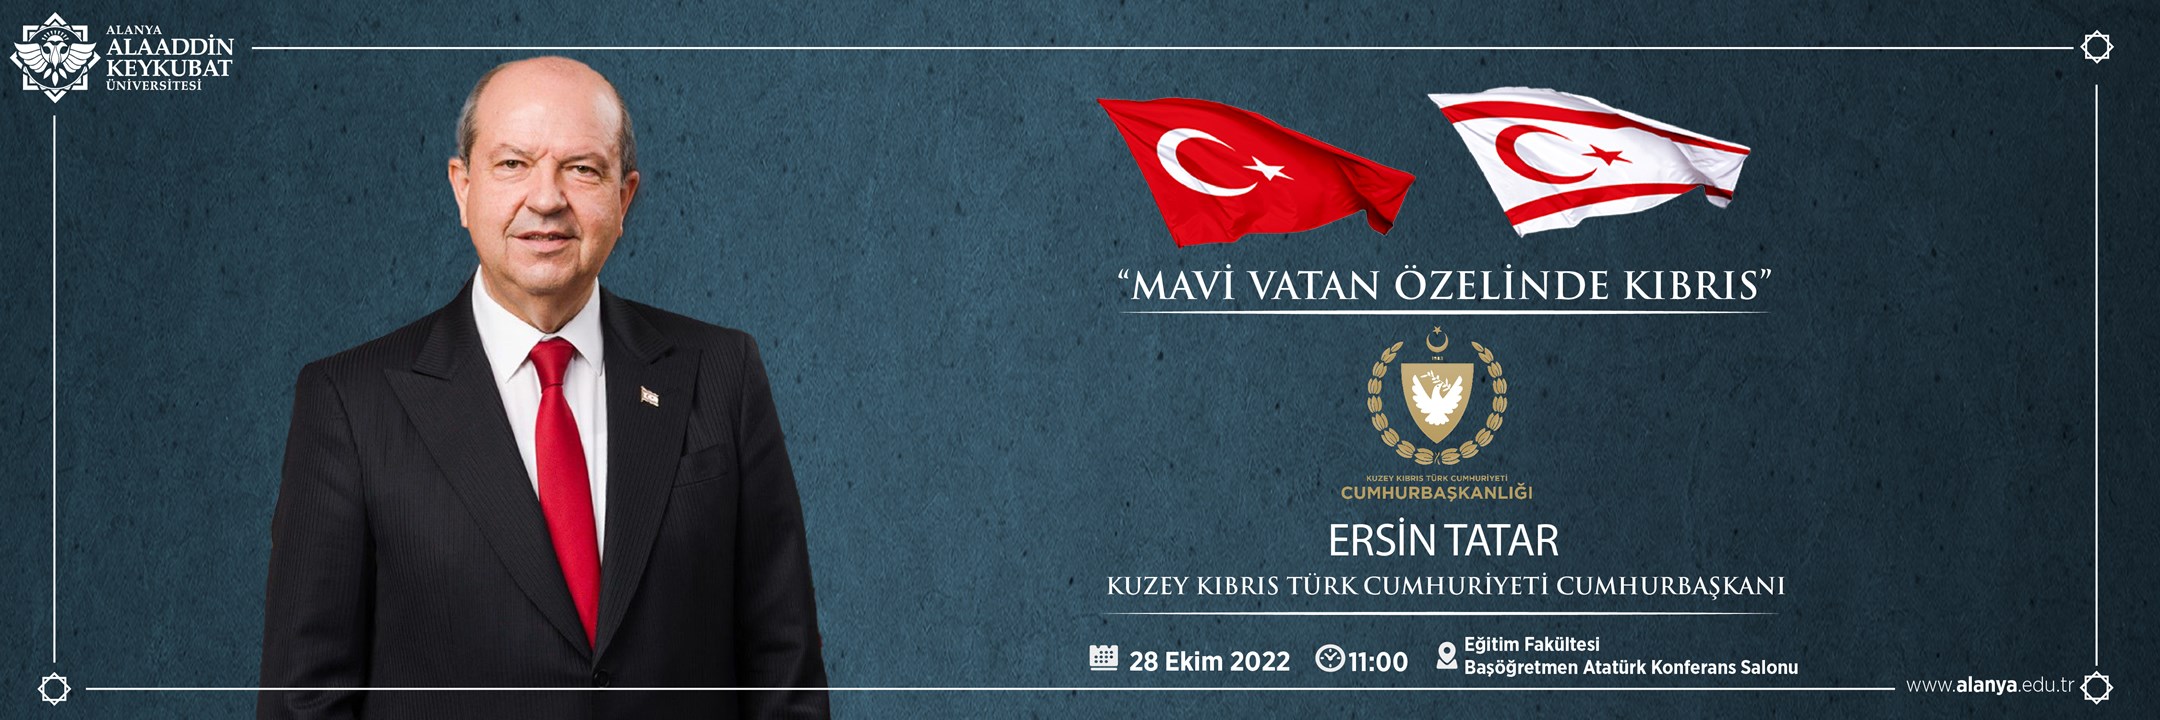 ALANYA
ALAADDİN
KEYKUBAT
ÜNİVERSİTESİ
“MAVİ VATAN ÖZELİNDE KIBRIS”
1983
KUZEY KIBRIS TÜRK CUMHURİYETİ
CUMHURBAŞKANLIĞI
ERSİN TATAR
KUZEY KIBRIS TÜRK CUMHURİYETİ CUMHURBAŞKANI
28 Ekim 2022
11:00
Eğitim Fakültesi
Başöğretmen Atatürk Konferans Salonu
www.alanya.edu.tr